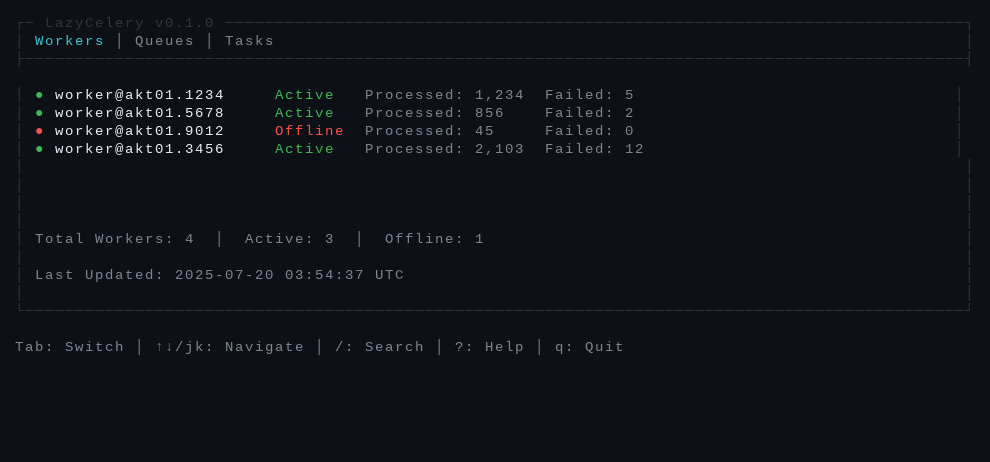 LazyCelery v0.1.0
Workers │ Queues │ Tasks
● worker@akt01.1234     Active   Processed: 1,234  Failed: 5
● worker@akt01.5678     Active   Processed: 856    Failed: 2
● worker@akt01.9012     Offline  Processed: 45     Failed: 0
● worker@akt01.3456     Active   Processed: 2,103  Failed: 12
Total Workers: 4  │  Active: 3  │  Offline: 1
Last Updated: 2025-07-20 03:54:37 UTC
Tab: Switch │ ↑↓/jk: Navigate │ /: Search │ ?: Help │ q: Quit